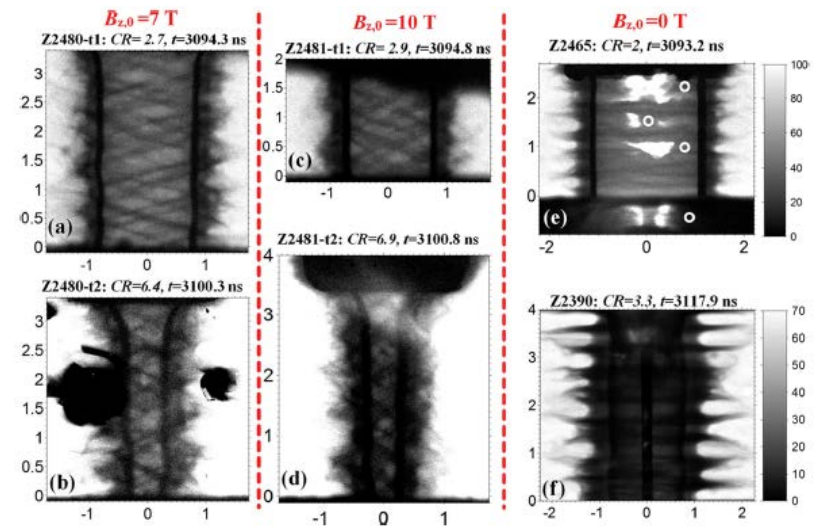 B_z,0 =7 T
B_z,0 =10 T
B_z,0 =0 T
Z2480-t1: CR= 2.7, t=3094.3 ns
3
2.5
2
1.5
1
0.5
0
(a)
-1 0 1
Z2480-t2: CR=6.4, t=3100.3 ns
3
2.5
2
1.5
1
0.5
0
(b)
-1 0 1
Z2481-t1: CR= 2.9, t=3094.8 ns
2
1.5
1
0.5
0
(c)
-1 0 1
Z2481-t2: CR=6.9, t=3100.8 ns
4
3
2
1
0
(d)
-1 0 1
Z2465: CR=2, t=3093.2 ns
2
1
0
(e)
-2 0 2
100
80
60
40
20
0
Z2390: CR=3.3, t=3117.9 ns
4
3
2
1
0
(f)
-2 -1 0 1 2
70
60
50
40
30
20
10
0